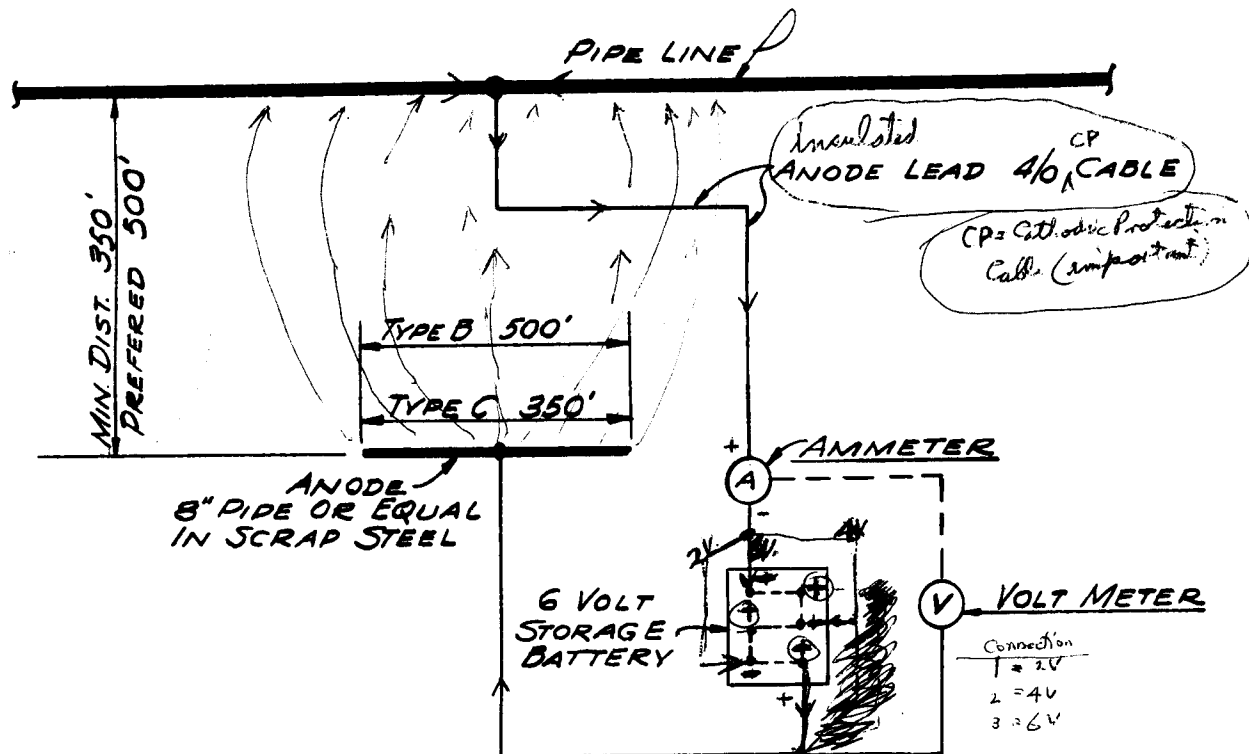 PIPE LINE
Insulated
CP
ANODE LEAD 4/0 CABLE
CP = Cathodic Protection
Cable (important)
MIN. DIST. 350'
PREFERED 500'
TYPE B 500'
TYPE C 350'
ANODE
8" PIPE OR EQUAL
IN SCRAP STEEL
+
AMMETER
A
-
2V
4V
6 VOLT
STORAGE
BATTERY
+
V
VOLT METER
Connection
1 = 2V
2 = 4V
3 = 6V